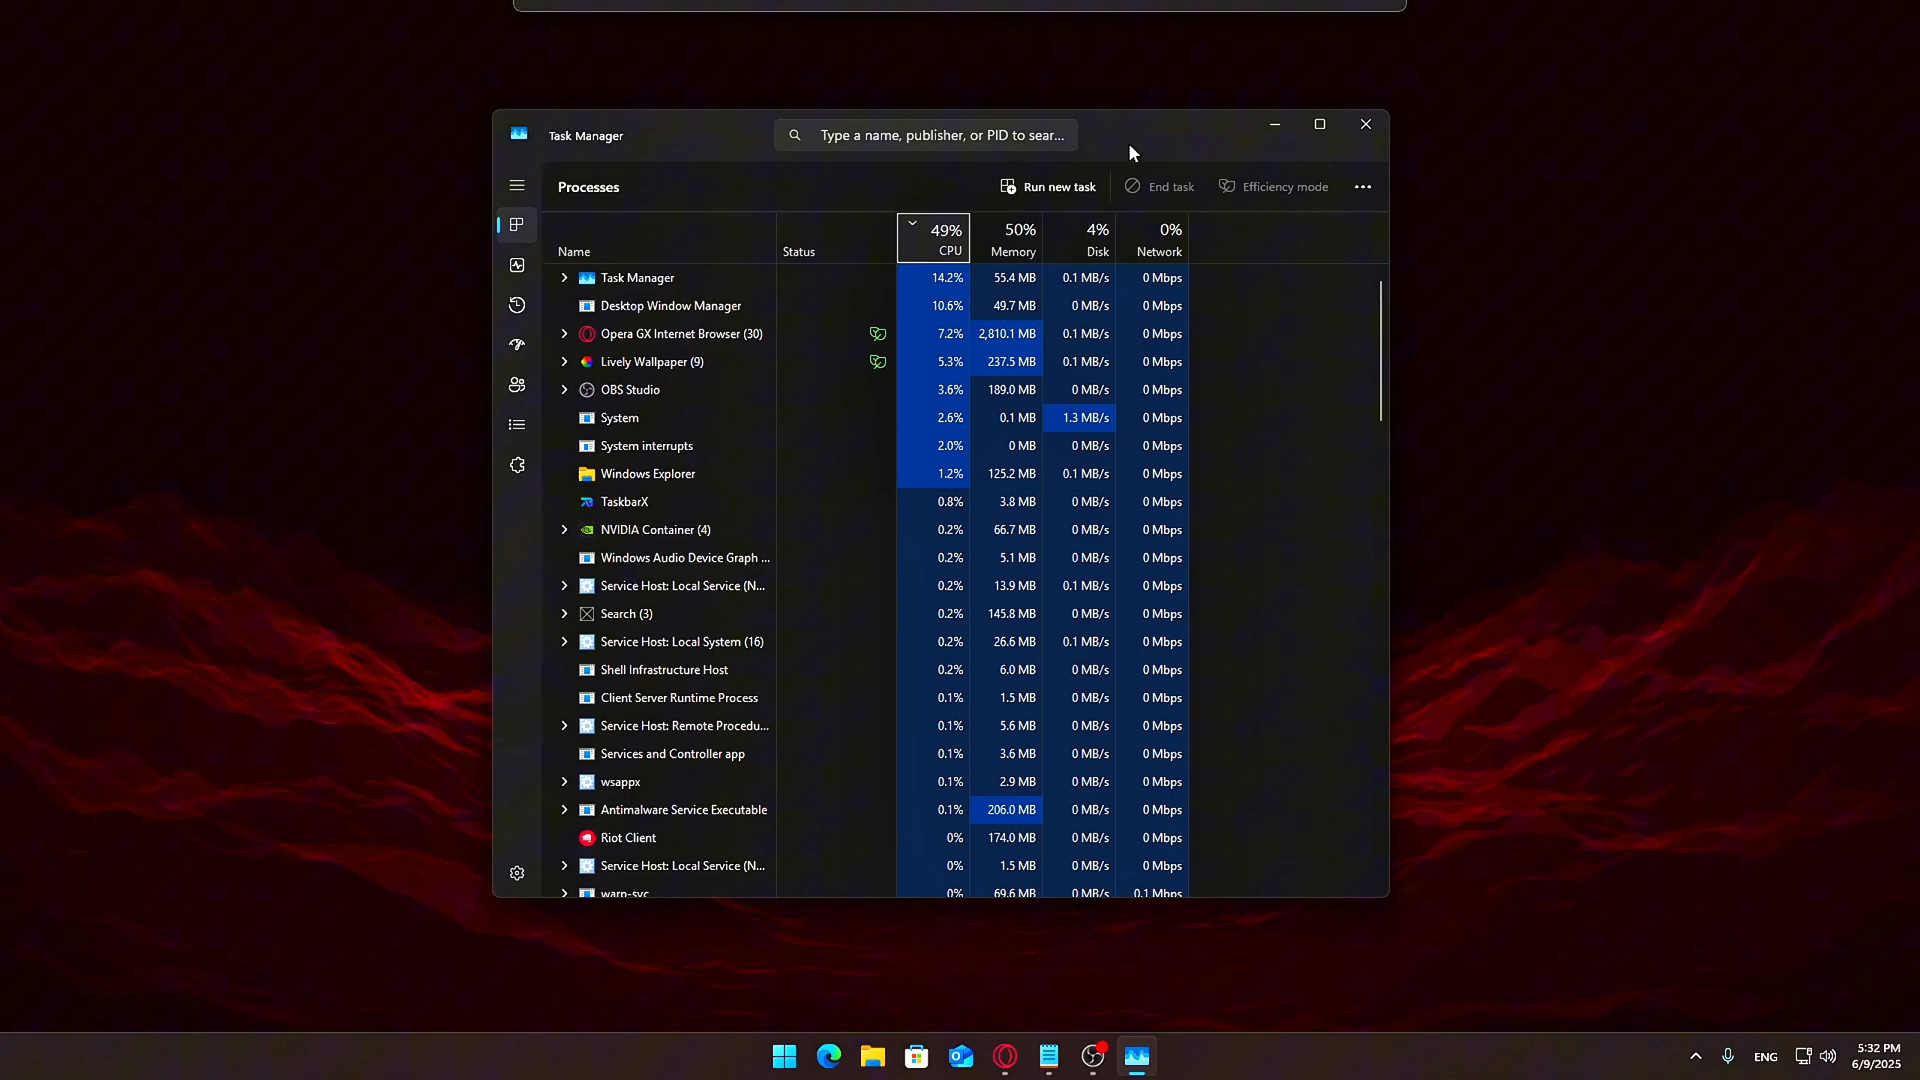 Task Manager
Type a name, publisher, or PID to sear...
Processes
Run new task
End task
Efficiency mode
49% 50% 4% 0%
Name Status CPU Memory Disk Network
Task Manager 14.2% 55.4 MB 0.1 MB/s 0 Mbps
Desktop Window Manager 10.6% 49.7 MB 0 MB/s 0 Mbps
Opera GX Internet Browser (30) 7.2% 2,810.1 MB 0.1 MB/s 0 Mbps
Lively Wallpaper (9) 5.3% 237.5 MB 0.1 MB/s 0 Mbps
OBS Studio 3.6% 189.0 MB 0 MB/s 0 Mbps
System 2.6% 0.1 MB 1.3 MB/s 0 Mbps
System interrupts 2.0% 0 MB 0 MB/s 0 Mbps
Windows Explorer 1.2% 125.2 MB 0.1 MB/s 0 Mbps
TaskbarX 0.8% 3.8 MB 0 MB/s 0 Mbps
NVIDIA Container (4) 0.2% 66.7 MB 0 MB/s 0 Mbps
Windows Audio Device Graph ... 0.2% 5.1 MB 0 MB/s 0 Mbps
Service Host: Local Service (N... 0.2% 13.9 MB 0.1 MB/s 0 Mbps
Search (3) 0.2% 145.8 MB 0 MB/s 0 Mbps
Service Host: Local System (16) 0.2% 26.6 MB 0.1 MB/s 0 Mbps
Shell Infrastructure Host 0.2% 6.0 MB 0 MB/s 0 Mbps
Client Server Runtime Process 0.1% 1.5 MB 0 MB/s 0 Mbps
Service Host: Remote Procedu... 0.1% 5.6 MB 0 MB/s 0 Mbps
Services and Controller app 0.1% 3.6 MB 0 MB/s 0 Mbps
wsappx 0.1% 2.9 MB 0 MB/s 0 Mbps
Antimalware Service Executable 0.1% 206.0 MB 0 MB/s 0 Mbps
Riot Client 0% 174.0 MB 0 MB/s 0 Mbps
Service Host: Local Service (N... 0% 1.5 MB 0 MB/s 0 Mbps
warp-svc 0% 69.6 MB 0 MB/s 0.1 Mbps
ENG
5:32 PM
6/9/2025